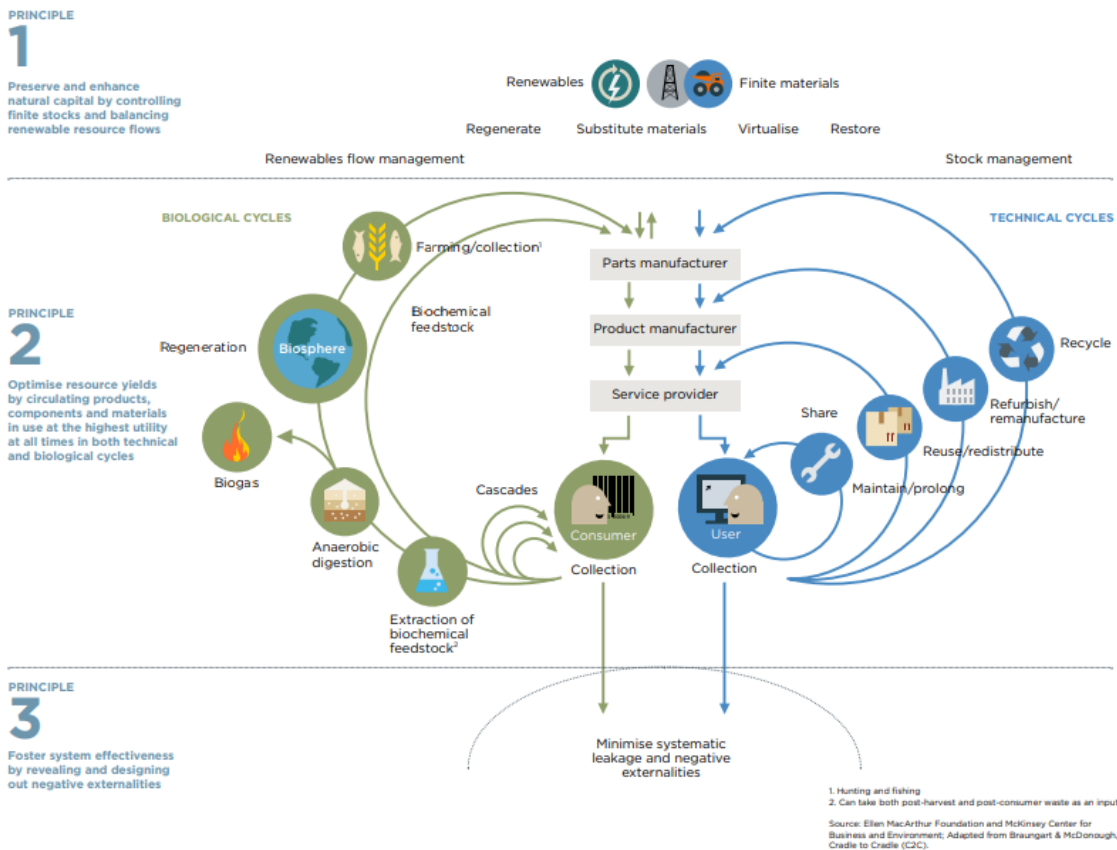 PRINCIPLE
1
Preserve and enhance
natural capital by controlling
finite stocks and balancing
renewable resource flows
Renewables
Finite materials
Regenerate
Substitute materials
Virtualise
Restore
Renewables flow management
Stock management
PRINCIPLE
2
Optimise resource yields
by circulating products,
components and materials
in use at the highest utility
at all times in both technical
and biological cycles
BIOLOGICAL CYCLES
TECHNICAL CYCLES
Farming/collection¹
Parts manufacturer
Biochemical
feedstock
Product manufacturer
Regeneration
Biosphere
Recycle
Service provider
Share
Refurbish/
remanufacture
Reuse/redistribute
Biogas
Cascades
Maintain/prolong
Consumer
User
Anaerobic
digestion
Collection
Collection
Extraction of
biochemical
feedstock²
PRINCIPLE
3
Foster system effectiveness
by revealing and designing
out negative externalities
Minimise systematic
leakage and negative
externalities
1. Hunting and fishing
2. Can take both post-harvest and post-consumer waste as an input
Source: Ellen MacArthur Foundation and McKinsey Center for
Business and Environment; Adapted from Braungart & McDonough,
Cradle to Cradle (C2C).